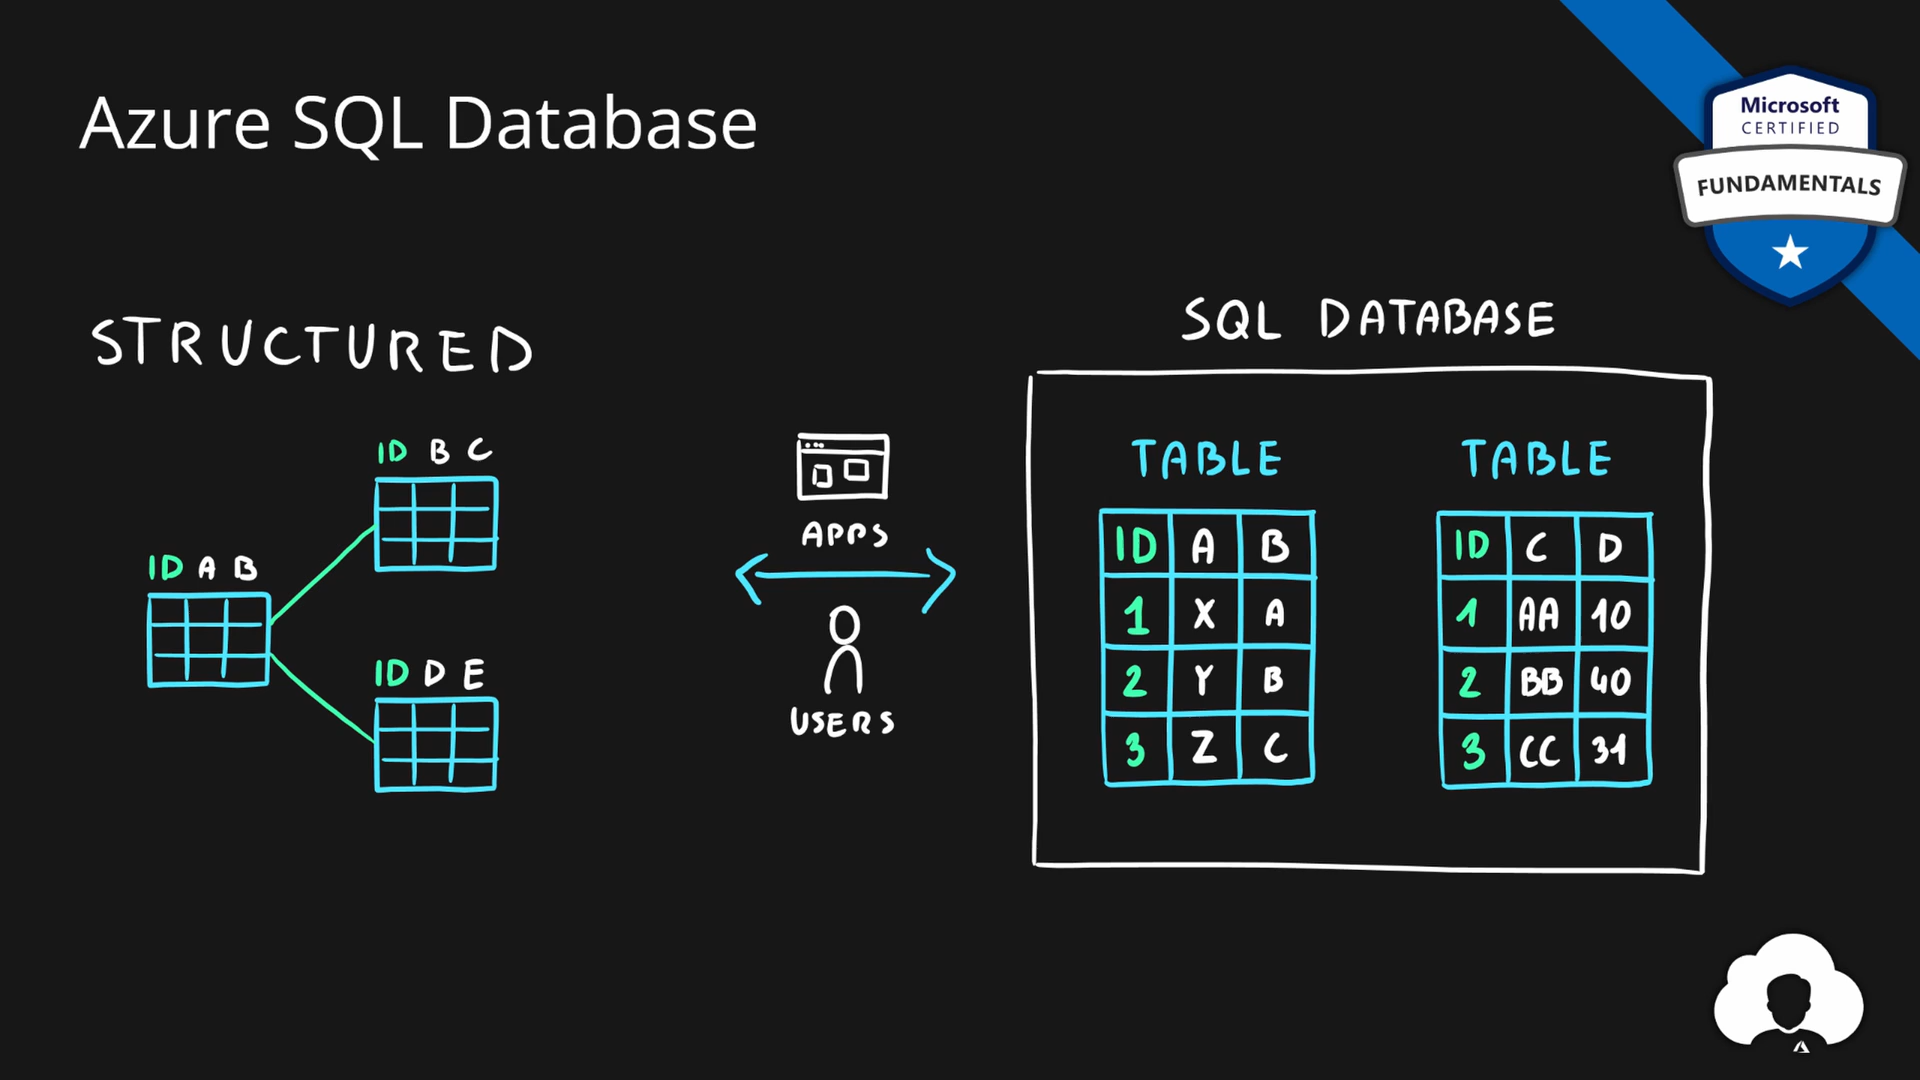 Azure SQL Database
Microsoft
CERTIFIED
FUNDAMENTALS
STRUCTURED
ID B C
ID A B
ID D E
APPS
USERS
SQL DATABASE
TABLE
ID A B
1 X A
2 Y B
3 Z C
TABLE
ID C D
1 AA 10
2 BB 40
3 CC 31